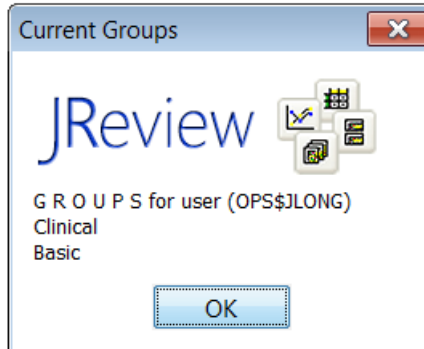 Current Groups
JReview
G R O U P S for user (OPS$JLONG)
Clinical
Basic
OK